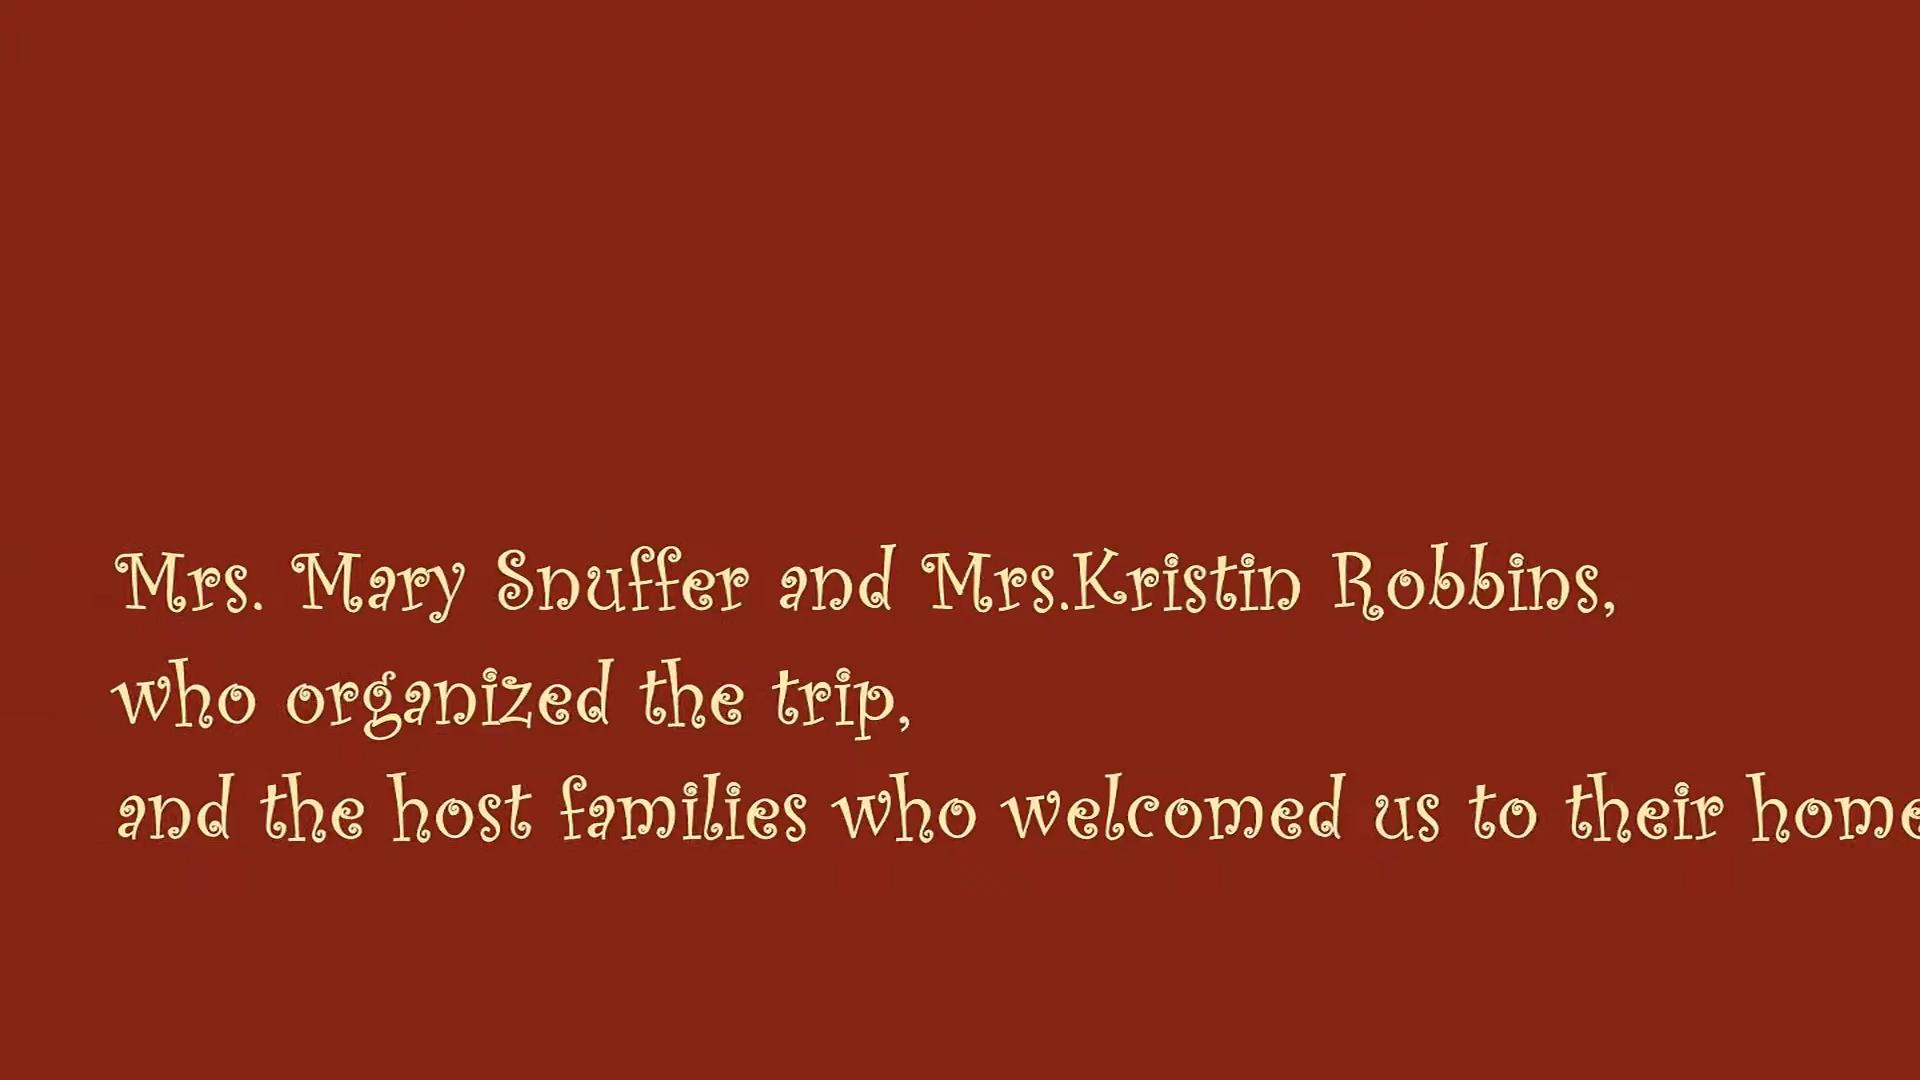 Mrs. Mary Snuffer and Mrs.Kristin Robbins,
who organized the trip,
and the host families who welcomed us to their home